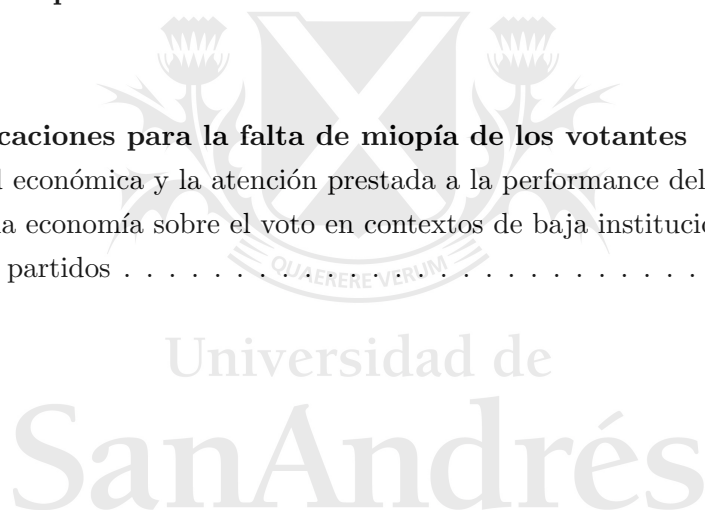 caciones para la falta de miopía de los votantes
l económica y la atención prestada a la performance del
la economía sobre el voto en contextos de baja instituci
partidos . . . . . . . . . . . . . . . . . . . . . . . . . .
QUAERERE VERUM
Universidad de
SanAndrés